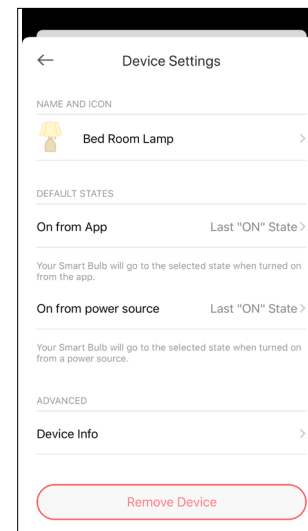 Device Settings
NAME AND ICON
Bed Room Lamp
DEFAULT STATES
On from App Last "ON" State
Your Smart Bulb will go to the selected state when turned on
from the app.
On from power source Last "ON" State
Your Smart Bulb will go to the selected state when turned on
from a power source.
ADVANCED
Device Info
Remove Device